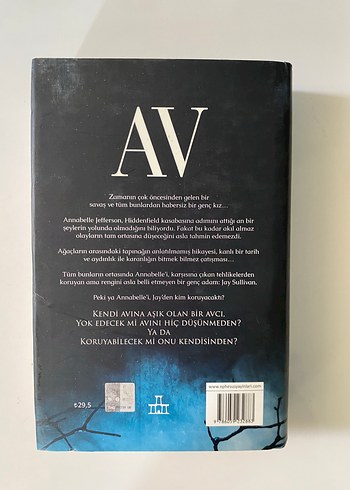 AV
Zamanın çok öncesinden gelen bir
savaş ve tüm bunlardan habersiz bir genç kız...
Annabelle Jefferson, Hiddenfield kasabasına adımını attığı an bir
şeylerin yolunda olmadığını biliyordu. Fakat bu kadar akıl almaz
olayların tam ortasına düşeceğini asla tahmin edemezdi.
Ağaçların arasındaki tapınağın anlatılmamış hikayesi, kanlı bir tarih
ve aydınlık ile karanlığın bitmek bilmez çatışması...
Tüm bunların ortasında Annabelle'i, karşısına çıkan tehlikelerden
koruyan ama rengini asla belli etmeyen bir genç adam: Jay Sullivan.
Peki ya Annabelle'i, Jay'den kim koruyacaktı?
KENDİ AVINA AŞIK OLAN BİR AVCI,
YOK EDECEK Mİ AVINI HİÇ DÜŞÜNMEDEN?
YA DA
KORUYABİLECEK Mİ ONU KENDİSİNDEN?
₺29,5
www.ephesusyayinlari.com